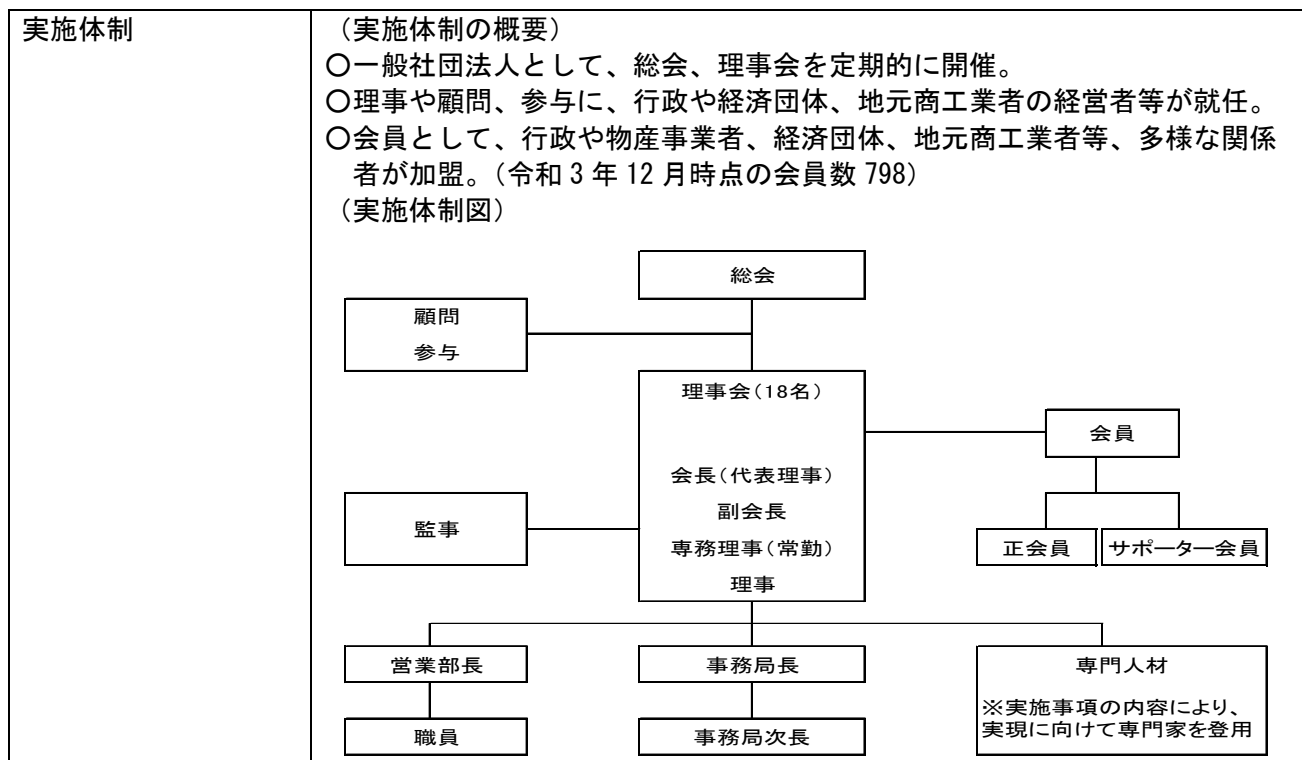 実施体制
（実施体制の概要）
〇一般社団法人として、総会、理事会を定期的に開催。
〇理事や顧問、参与に、行政や経済団体、地元商工業者の経営者等が就任。
〇会員として、行政や物産事業者、経済団体、地元商工業者等、多様な関係
者が加盟。（令和 3 年 12 月時点の会員数 798）
（実施体制図）
総会
顧問
参与
理事会（18名）
会長（代表理事）
副会長
専務理事（常勤）
理事
会員
正会員
サポーター会員
監事
営業部長
職員
事務局長
事務局次長
専門人材
※実施事項の内容により、
実現に向けて専門家を登用